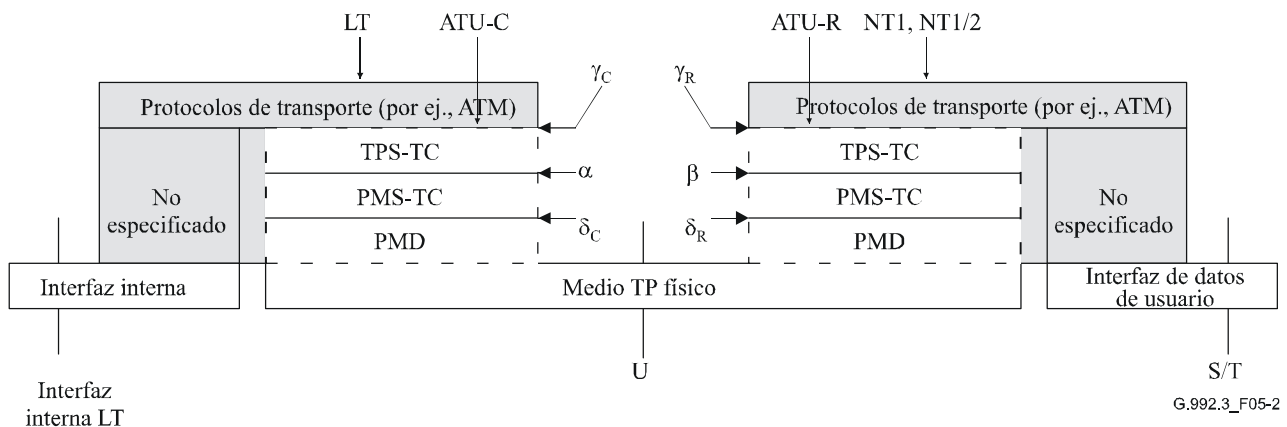 LT
ATU-C
ATU-R
NT1, NT1/2
γC
γR
Protocolos de transporte (por ej., ATM)
Protocolos de transporte (por ej., ATM)
TPS-TC
TPS-TC
α
β
No
especificado
PMS-TC
PMS-TC
No
especificado
δC
δR
PMD
PMD
Interfaz interna
Medio TP físico
Interfaz de datos
de usuario
U
S/T
Interfaz
interna LT
G.992.3_F05-2